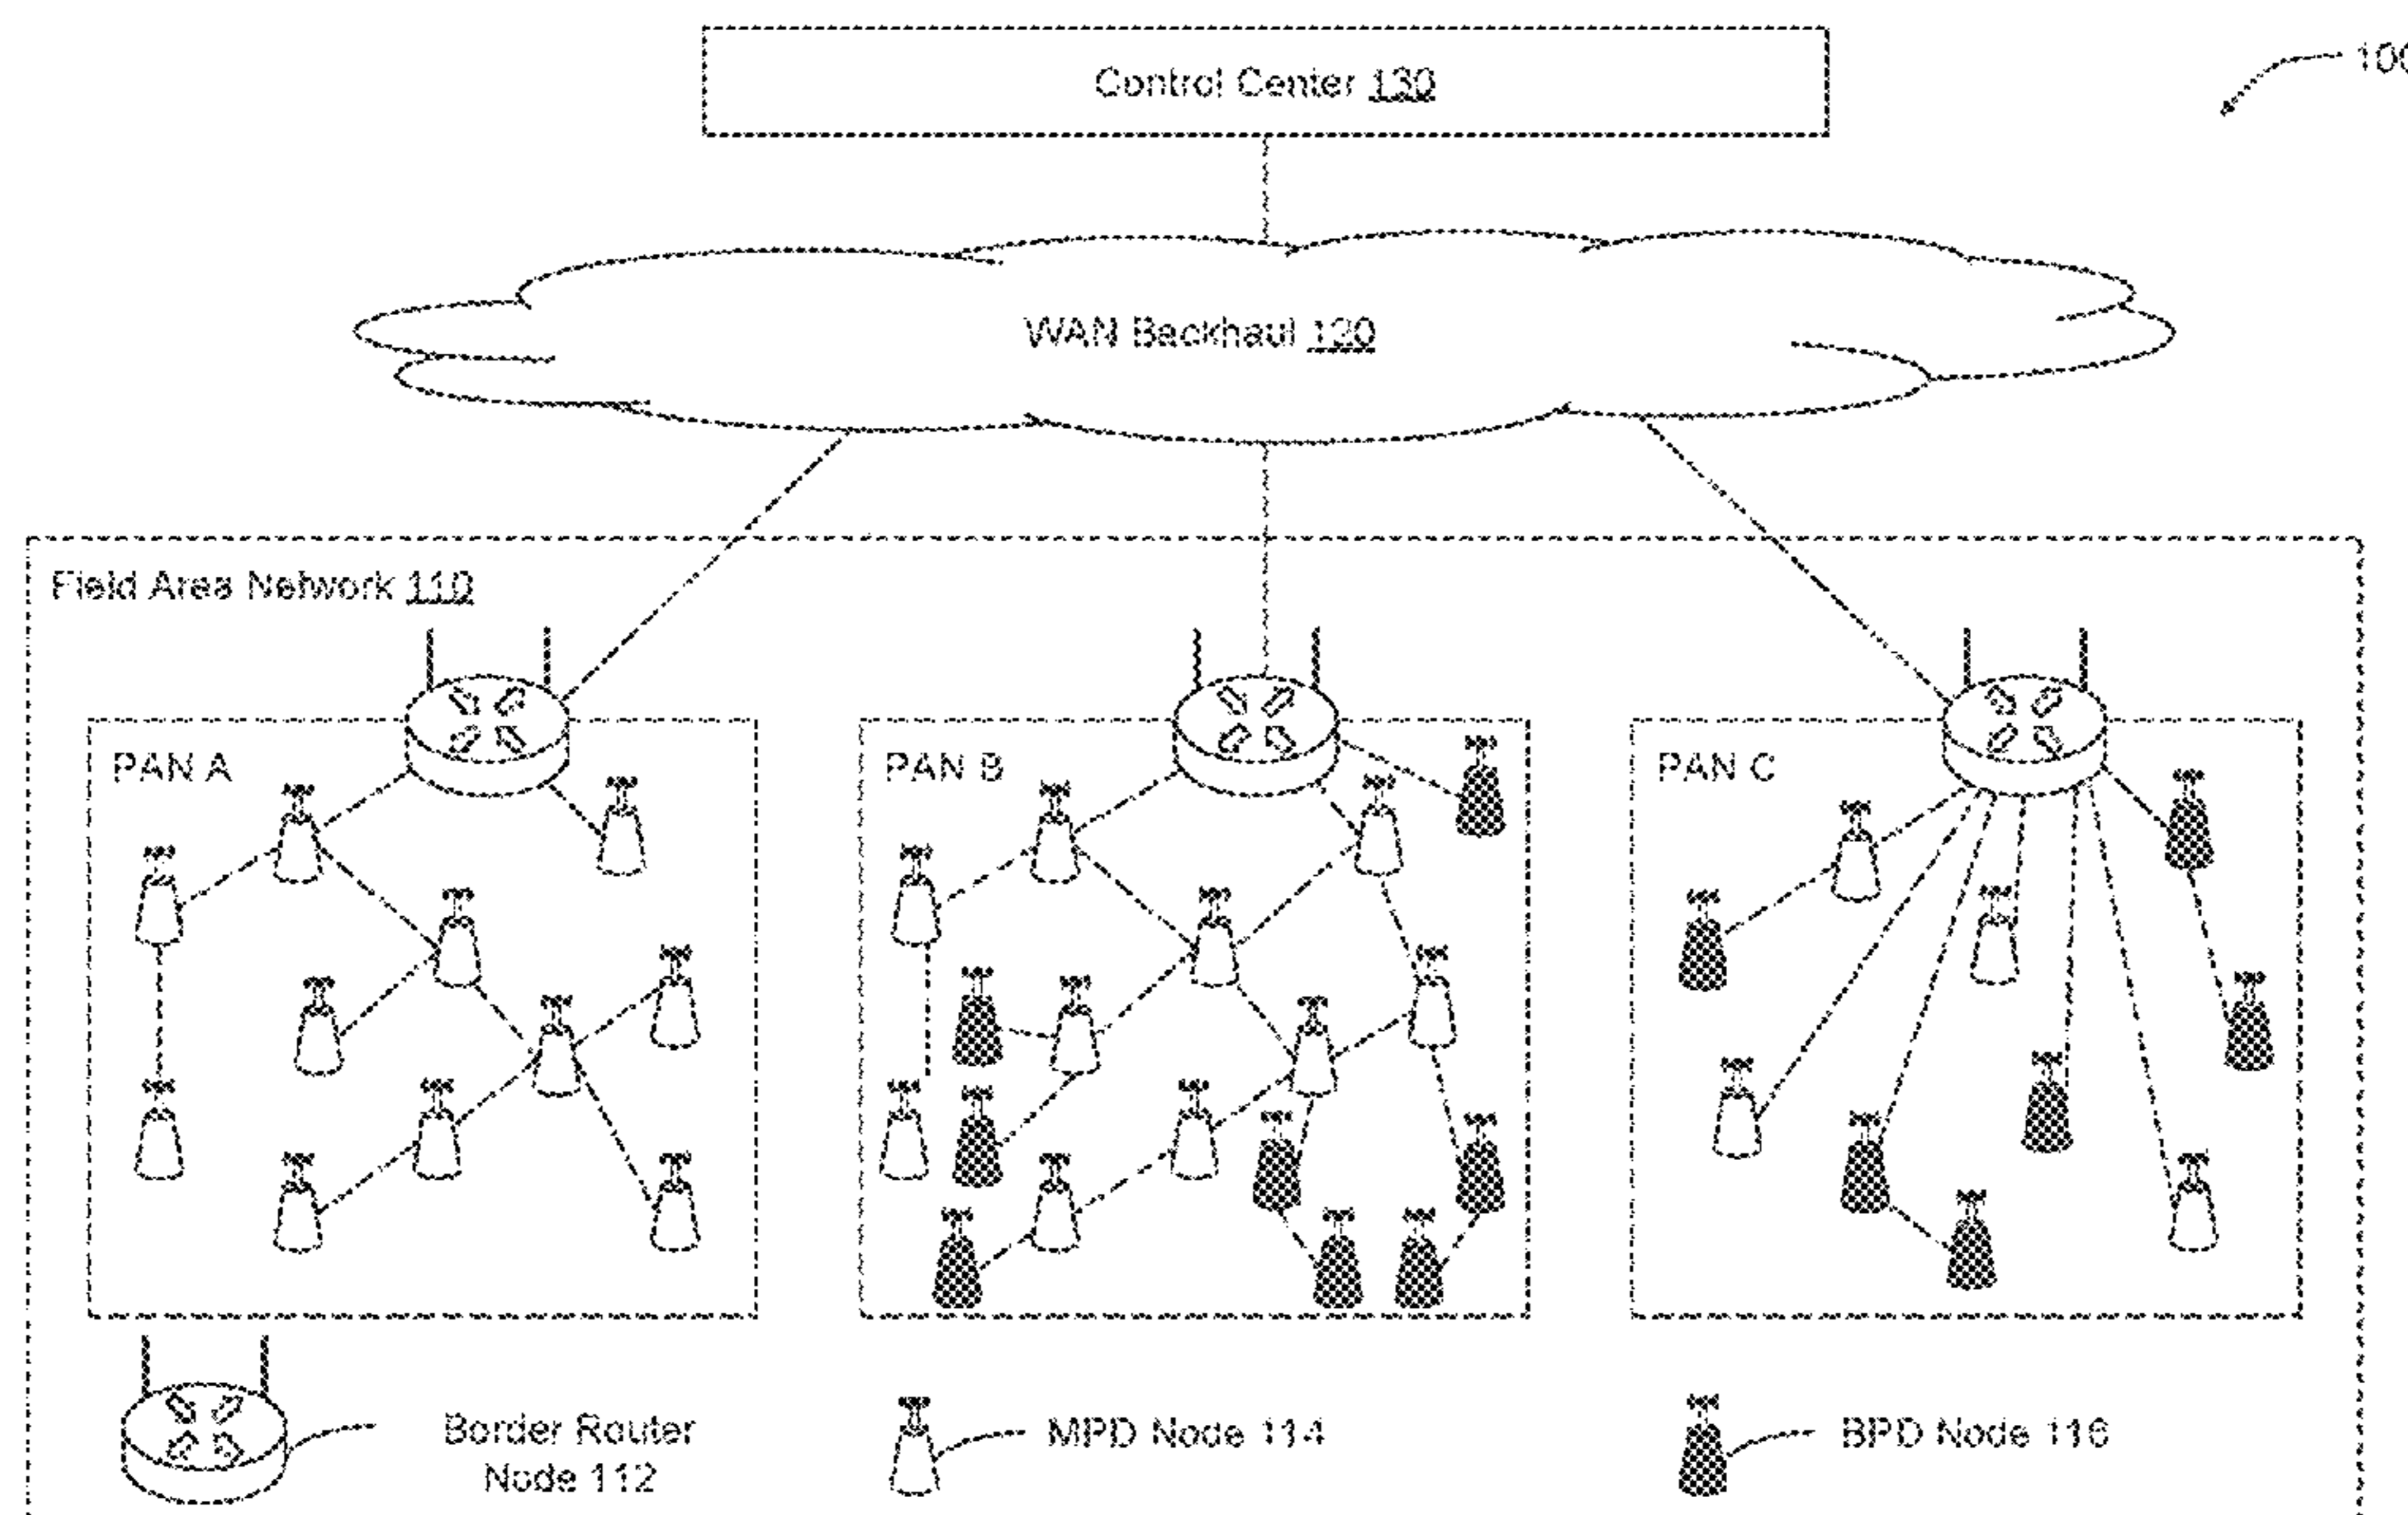 Control Center 130
WAN Backhaul 120
Field Area Network 110
PAN A
PAN B
PAN C
Border Router
Node 112
MPD Node 114
BPD Node 116